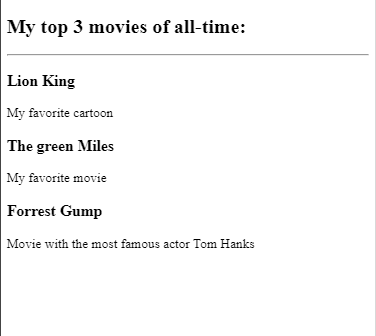 My top 3 movies of all-time:
Lion King
My favorite cartoon
The green Miles
My favorite movie
Forrest Gump
Movie with the most famous actor Tom Hanks